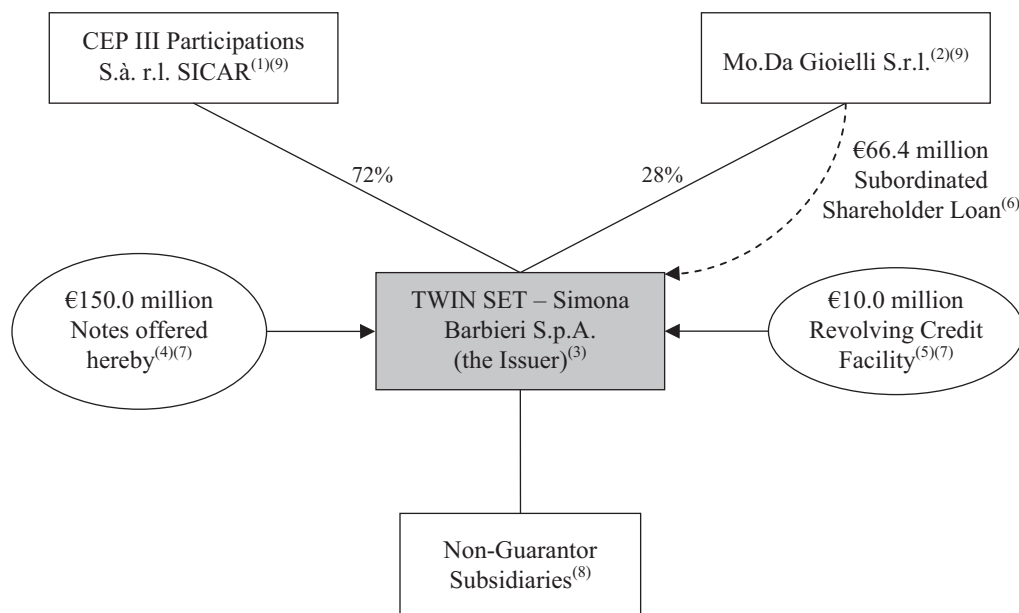 CEP III Participations
S.à. r.l. SICAR(1)(9)
Mo.Da Gioielli S.r.l.(2)(9)
72%
28%
€66.4 million
Subordinated
Shareholder Loan(6)
€150.0 million
Notes offered
hereby(4)(7)
TWIN SET – Simona
Barbieri S.p.A.
(the Issuer)(3)
€10.0 million
Revolving Credit
Facility(5)(7)
Non-Guarantor
Subsidiaries(8)